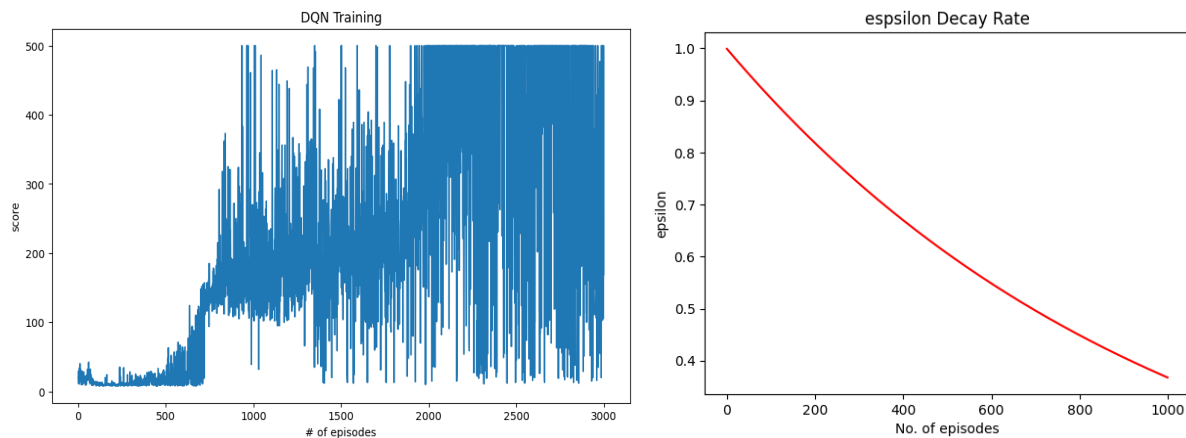 DQN Training
500
400
300
200
100
0
score
0 500 1000 1500 2000 2500 3000
# of episodes
espsilon Decay Rate
1.0
0.9
0.8
0.7
0.6
0.5
0.4
epsilon
0 200 400 600 800 1000
No. of episodes